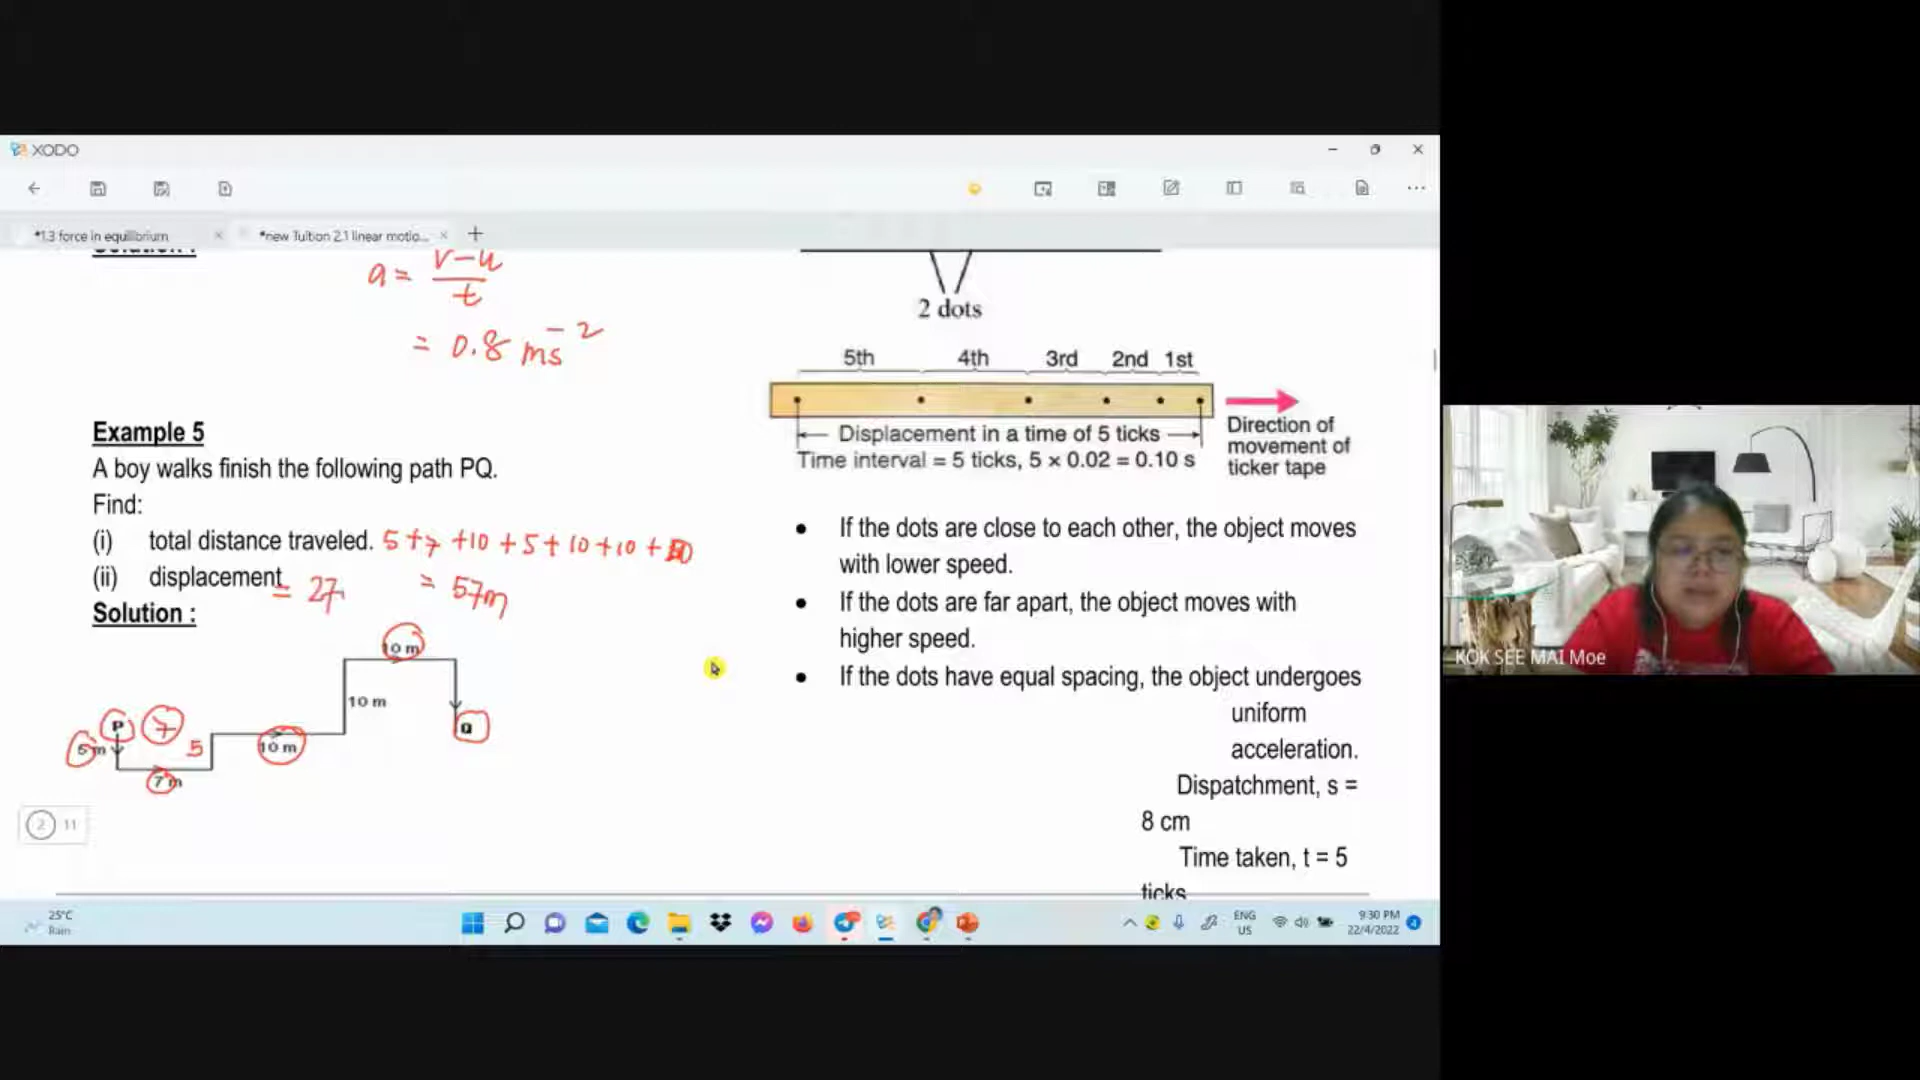 XODO
*1.3 force in equilibrium
*new Tuition 2.1 linear motio...
Solution :
a = v-u
t
= 0.8 ms⁻²
Example 5
A boy walks finish the following path PQ.
Find:
(i) total distance traveled. 5+7+10+5+10+10+10
(ii) displacement = 27 = 57m
Solution :
10 m
10 m
P
7
5 m
5
10 m
Q
7 m
2 11
2 dots
5th 4th 3rd 2nd 1st
Displacement in a time of 5 ticks
Time interval = 5 ticks, 5 × 0.02 = 0.10 s
Direction of
movement of
ticker tape
• If the dots are close to each other, the object moves
with lower speed.
• If the dots are far apart, the object moves with
higher speed.
• If the dots have equal spacing, the object undergoes
uniform
acceleration.
Dispatchment, s =
8 cm
Time taken, t = 5
ticks
KOK SEE MAI Moe
25°C
Rain
ENG
US
9:30 PM
22/4/2022
4